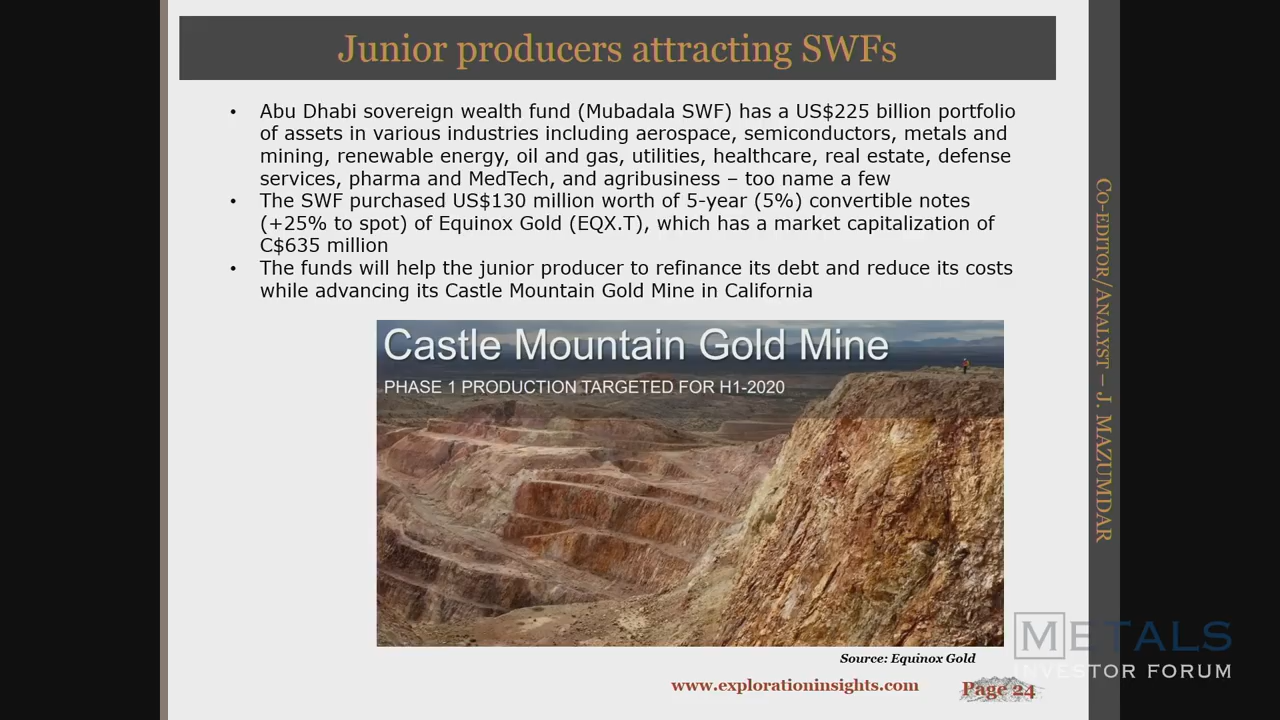 Junior producers attracting SWFs
• Abu Dhabi sovereign wealth fund (Mubadala SWF) has a US$225 billion portfolio
of assets in various industries including aerospace, semiconductors, metals and
mining, renewable energy, oil and gas, utilities, healthcare, real estate, defense
services, pharma and MedTech, and agribusiness – too name a few
• The SWF purchased US$130 million worth of 5-year (5%) convertible notes
(+25% to spot) of Equinox Gold (EQX.T), which has a market capitalization of
C$635 million
• The funds will help the junior producer to refinance its debt and reduce its costs
while advancing its Castle Mountain Gold Mine in California
Castle Mountain Gold Mine
PHASE 1 PRODUCTION TARGETED FOR H1-2020
Source: Equinox Gold
www.explorationinsights.com
Page 24
CO-EDITOR/ANALYST – J. MAZUMDAR
METALS
INVESTOR FORUM